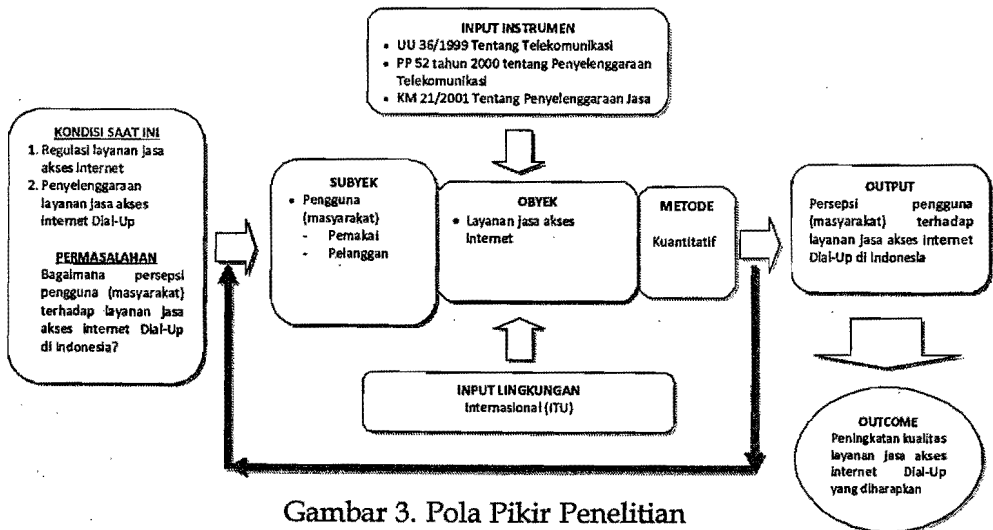 INPUT INSTRUMEN
• UU 36/1999 Tentang Telekomunikasi
• PP 52 tahun 2000 tentang Penyelenggaraan
Telekomunikasi
• KM 21/2001 Tentang Penyelenggaraan Jasa
KONDISI SAAT INI
1. Regulasi layanan jasa
akses Internet
2. Penyelenggaraan
layanan jasa akses
internet Dial-Up
PERMASALAHAN
Bagaimana persepsi
pengguna (masyarakat)
terhadap layanan jasa
akses internet Dial-Up
di Indonesia?
SUBYEK
• Pengguna
(masyarakat)
- Pemakai
- Pelanggan
OBYEK
• Layanan jasa akses
Internet
METODE
Kuantitatif
OUTPUT
Persepsi pengguna
(masyarakat) terhadap
layanan jasa akses Internet
Dial-Up di Indonesia
INPUT LINGKUNGAN
Internasional (ITU)
OUTCOME
Peningkatan kualitas
layanan jasa akses
internet Dial-Up
yang diharapkan
Gambar 3. Pola Pikir Penelitian